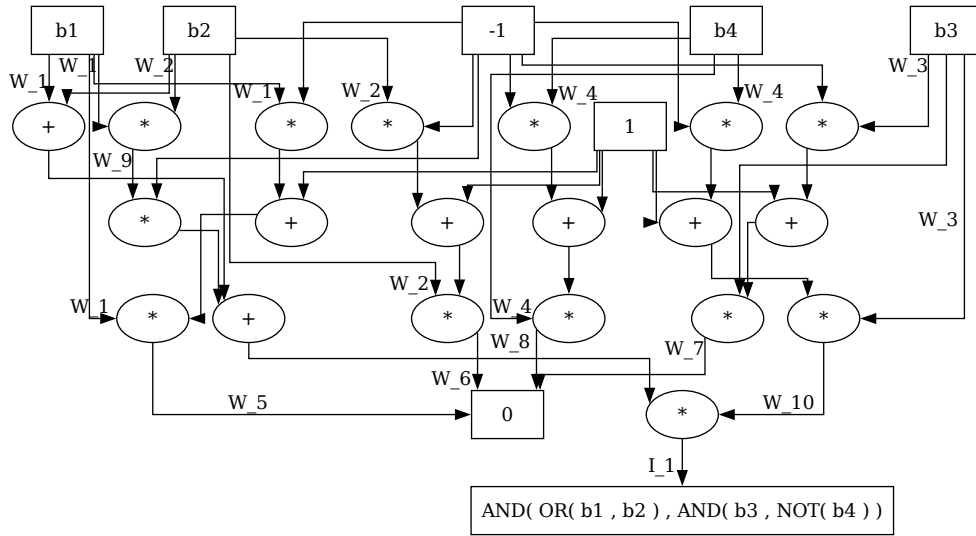 b1 b2 -1 b4 b3
W_1 W_1 W_2 W_1 W_2 W_4 W_4 W_3
+ * * * * 1 * *
W_9
* + + + + +
W_3
W_1 W_2 W_4
* + * * * *
W_8 W_7
W_6
W_5 0 * W_10
I_1
AND( OR( b1 , b2 ) , AND( b3 , NOT( b4 ) ) )